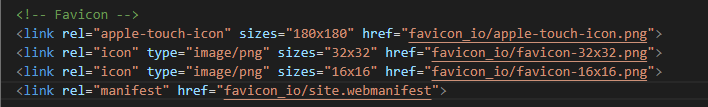 <!-- Favicon -->
<link rel="apple-touch-icon" sizes="180x180" href="favicon_io/apple-touch-icon.png">
<link rel="icon" type="image/png" sizes="32x32" href="favicon_io/favicon-32x32.png">
<link rel="icon" type="image/png" sizes="16x16" href="favicon_io/favicon-16x16.png">
<link rel="manifest" href="favicon_io/site.webmanifest">